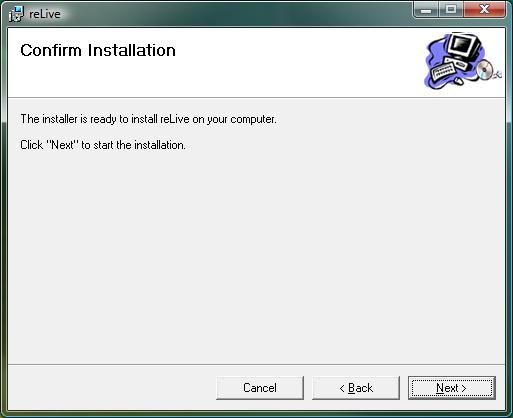 reLive
Confirm Installation
The installer is ready to install reLive on your computer.
Click "Next" to start the installation.
Cancel
< Back
Next >